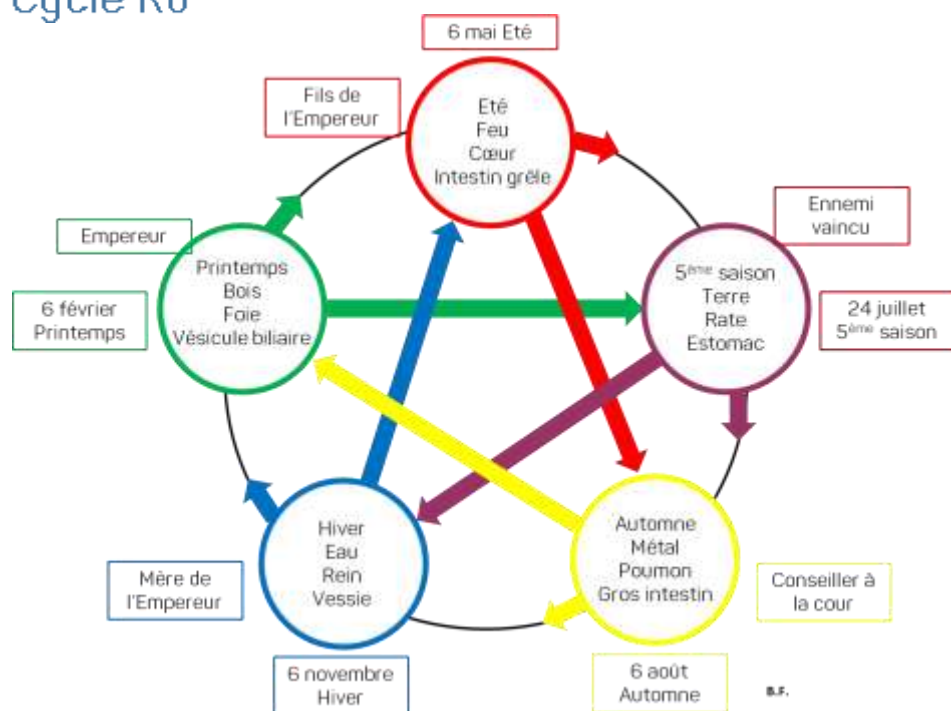 Cycle Ko
6 mai Eté
Fils de
l'Empereur
Eté
Feu
Cœur
Intestin grêle
Ennemi
vaincu
Empereur
Printemps
Bois
Foie
Vésicule biliaire
5ème saison
Terre
Rate
Estomac
6 février
Printemps
24 juillet
5ème saison
Hiver
Eau
Rein
Vessie
Automne
Métal
Poumon
Gros intestin
Mère de
l'Empereur
Conseiller à
la cour
6 novembre
Hiver
6 août
Automne
B.F.